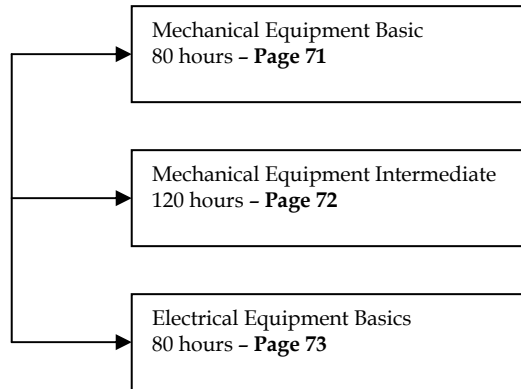 Mechanical Equipment Basic
80 hours – Page 71
Mechanical Equipment Intermediate
120 hours – Page 72
Electrical Equipment Basics
80 hours – Page 73